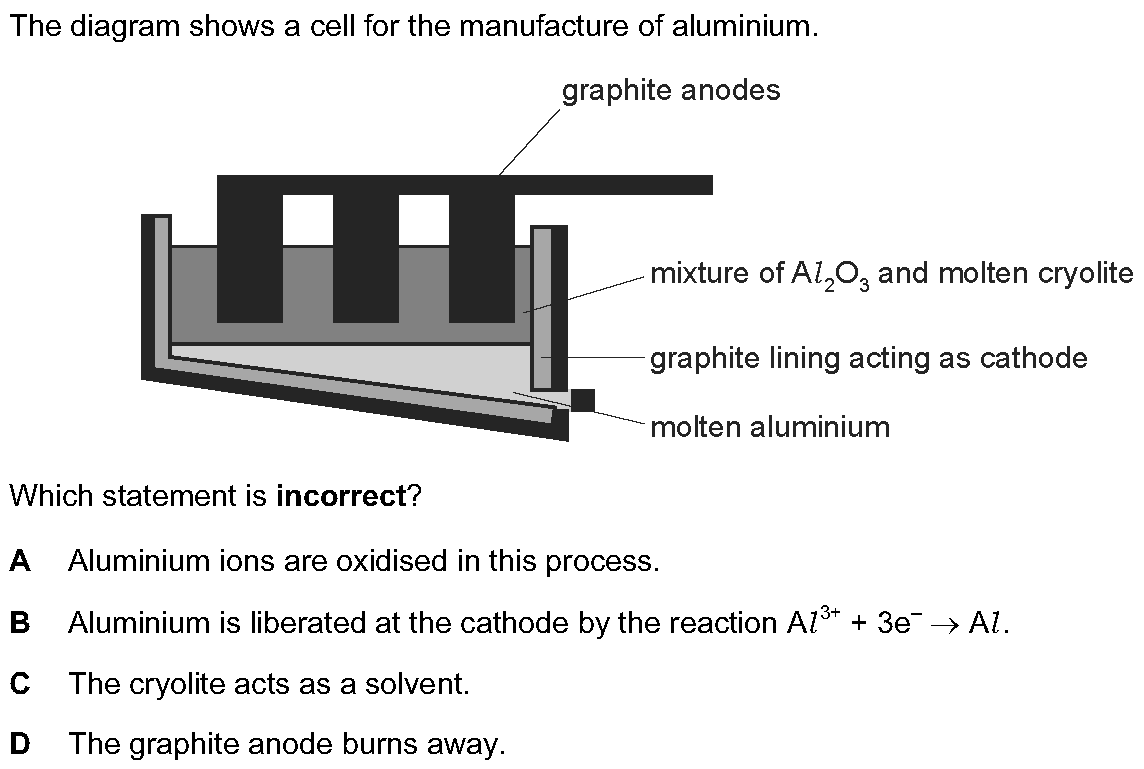 The diagram shows a cell for the manufacture of aluminium.
graphite anodes
mixture of Al₂O₃ and molten cryolite
graphite lining acting as cathode
molten aluminium
Which statement is incorrect?
A Aluminium ions are oxidised in this process.
B Aluminium is liberated at the cathode by the reaction Al³⁺ + 3e⁻ → Al.
C The cryolite acts as a solvent.
D The graphite anode burns away.